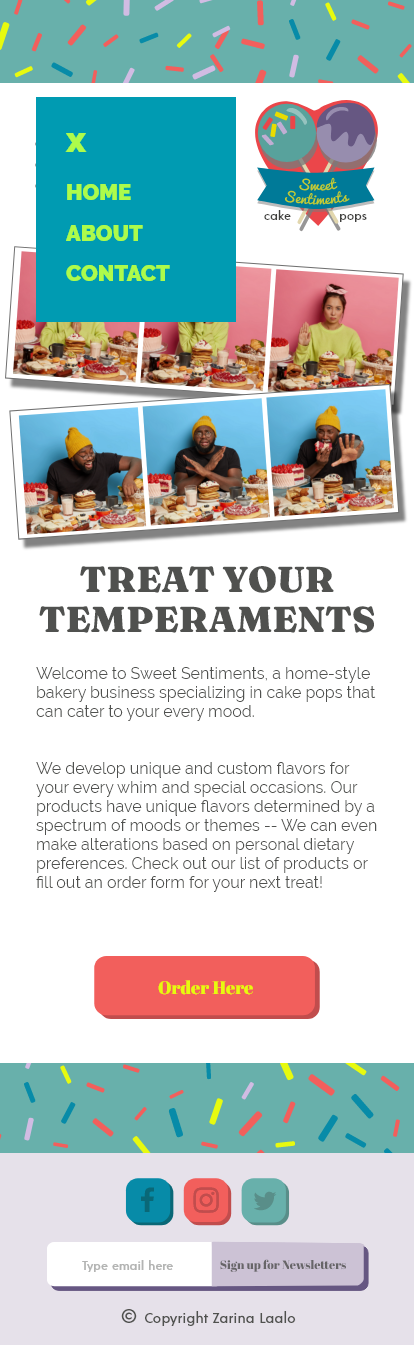 X
HOME
ABOUT
CONTACT
Sweet
Sentiments
cake pops
TREAT YOUR
TEMPERAMENTS
Welcome to Sweet Sentiments, a home-style
bakery business specializing in cake pops that
can cater to your every mood.
We develop unique and custom flavors for
your every whim and special occasions. Our
products have unique flavors determined by a
spectrum of moods or themes -- We can even
make alterations based on personal dietary
preferences. Check out our list of products or
fill out an order form for your next treat!
Order Here
Type email here
Sign up for Newsletters
© Copyright Zarina Laalo